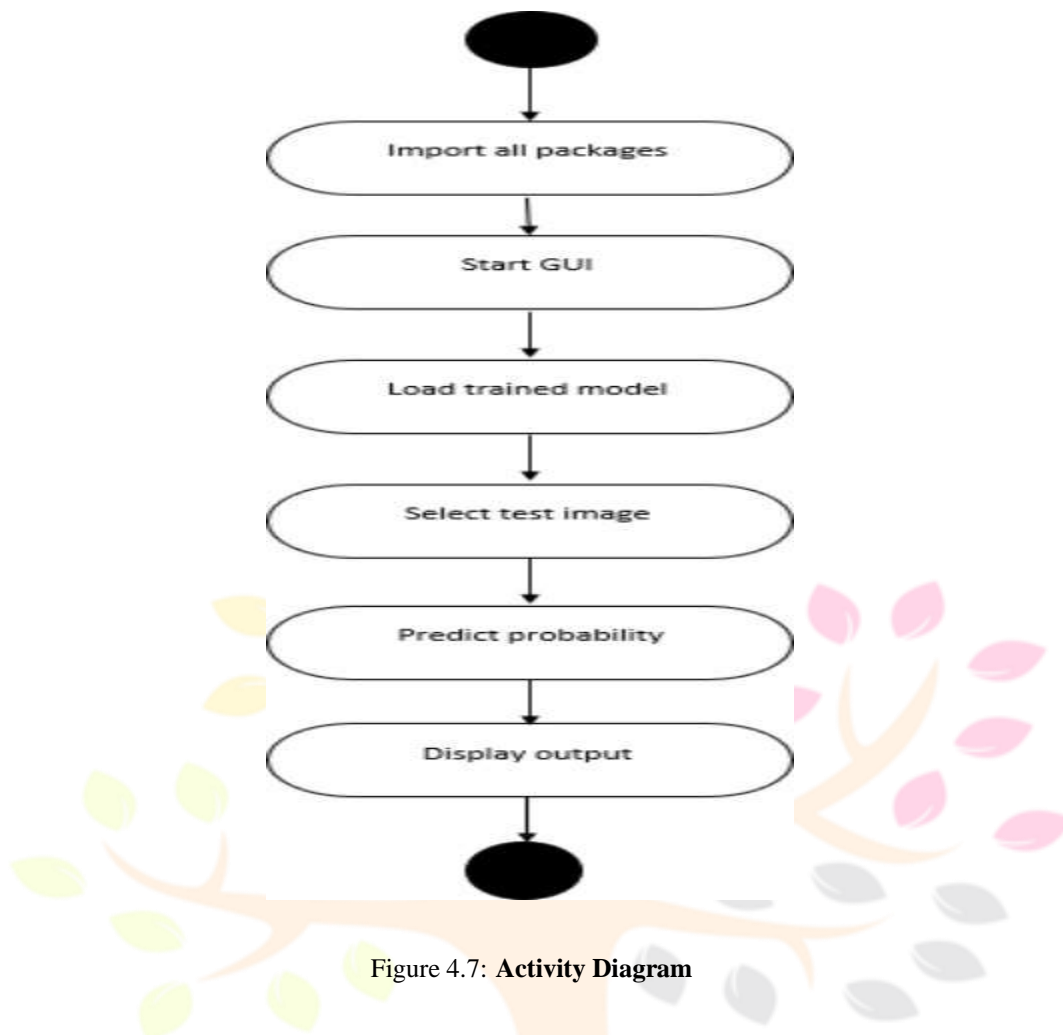 Import all packages
Start GUI
Load trained model
Select test image
Predict probability
Display output
Figure 4.7: Activity Diagram